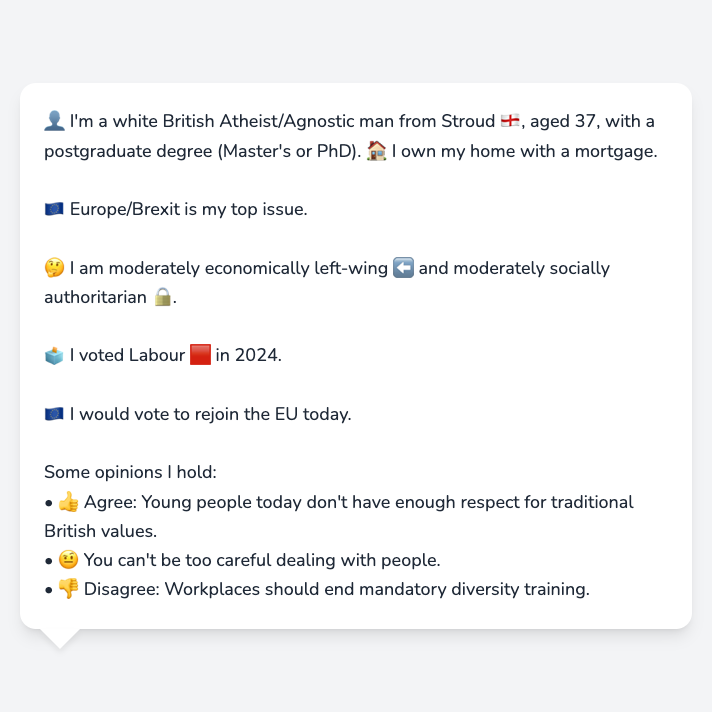 👤 I'm a white British Atheist/Agnostic man from Stroud 🏴󠁧󠁢󠁥󠁮󠁧󠁿, aged 37, with a
postgraduate degree (Master's or PhD). 🏠 I own my home with a mortgage.
🇪🇺 Europe/Brexit is my top issue.
🤔 I am moderately economically left-wing ⬅️ and moderately socially
authoritarian 🔒.
🗳️ I voted Labour 🟥 in 2024.
🇪🇺 I would vote to rejoin the EU today.
Some opinions I hold:
• 👍 Agree: Young people today don't have enough respect for traditional
British values.
• 🤨 You can't be too careful dealing with people.
• 👎 Disagree: Workplaces should end mandatory diversity training.